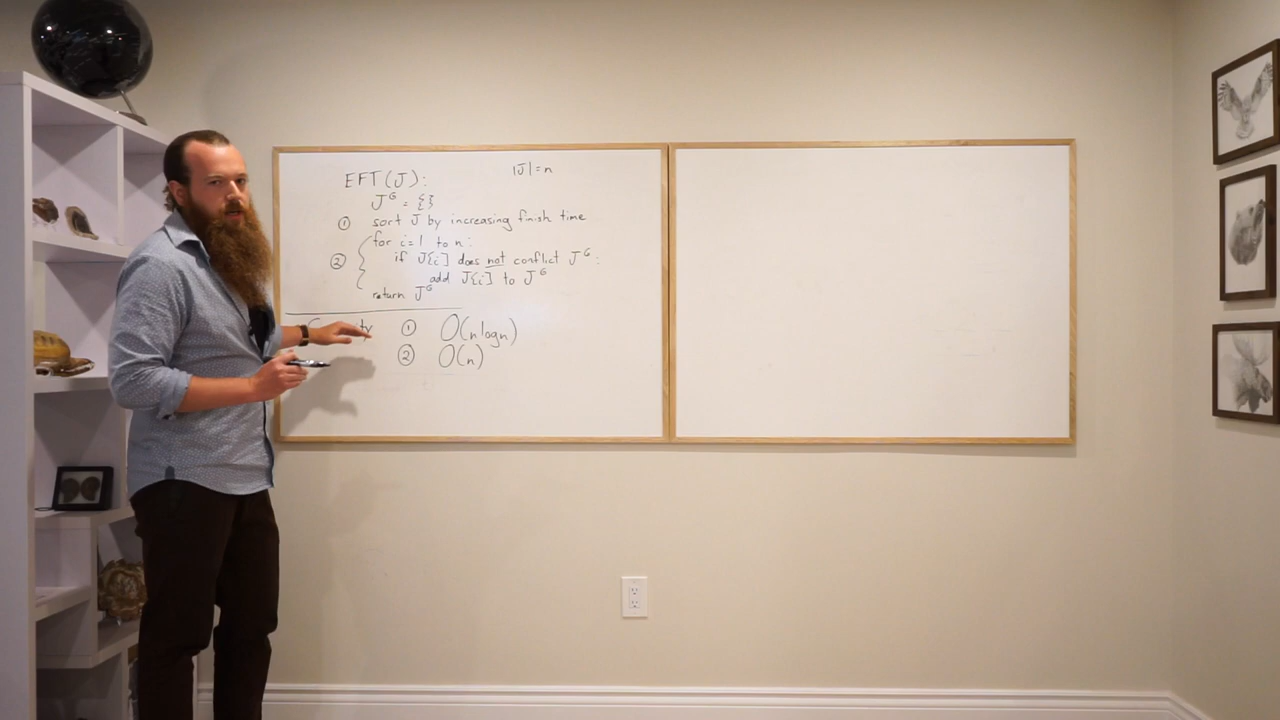 EFT(J): |J|=n
J^G = {}
① sort J by increasing finish time
② for i=1 to n:
if J[i] does not conflict J^G:
add J[i] to J^G
return J^G
① O(n log n)
② O(n)